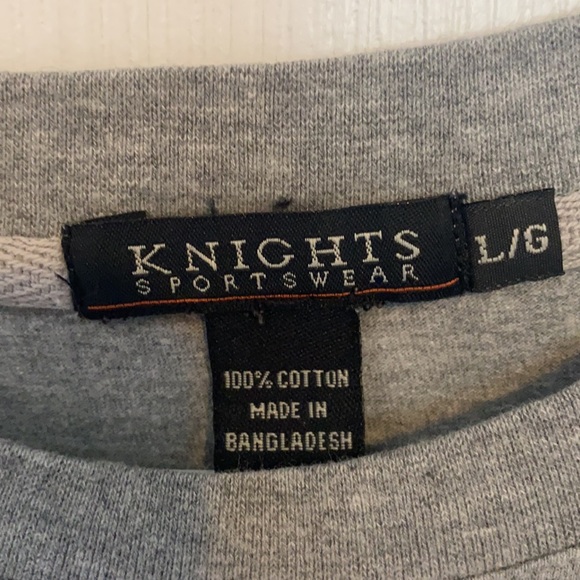 KNIGHTS
SPORTSWEAR
L/G
100% COTTON
MADE IN
BANGLADESH